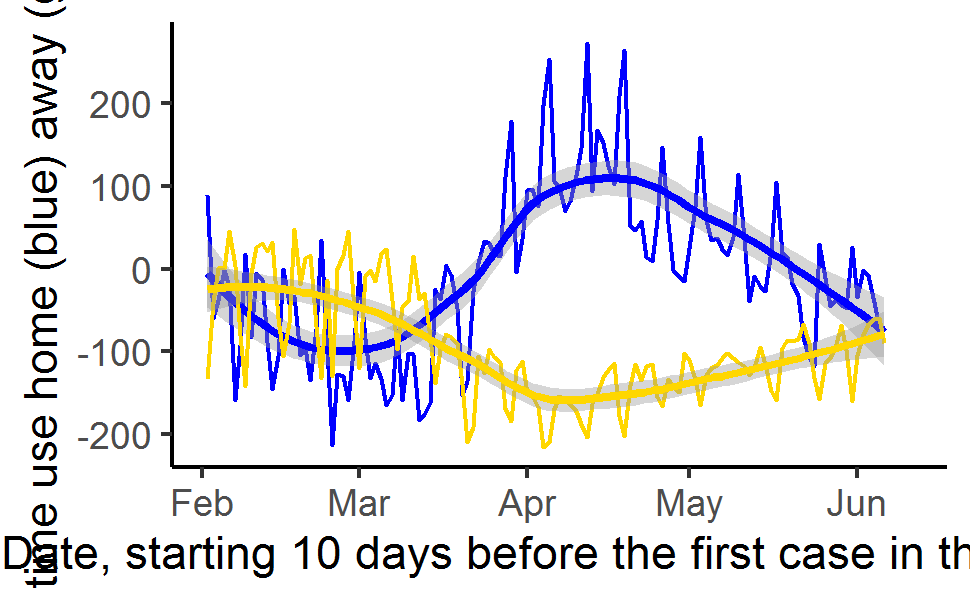 time use home (blue) away (
200
100
0
-100
-200
Feb Mar Apr May Jun
Date, starting 10 days before the first case in th